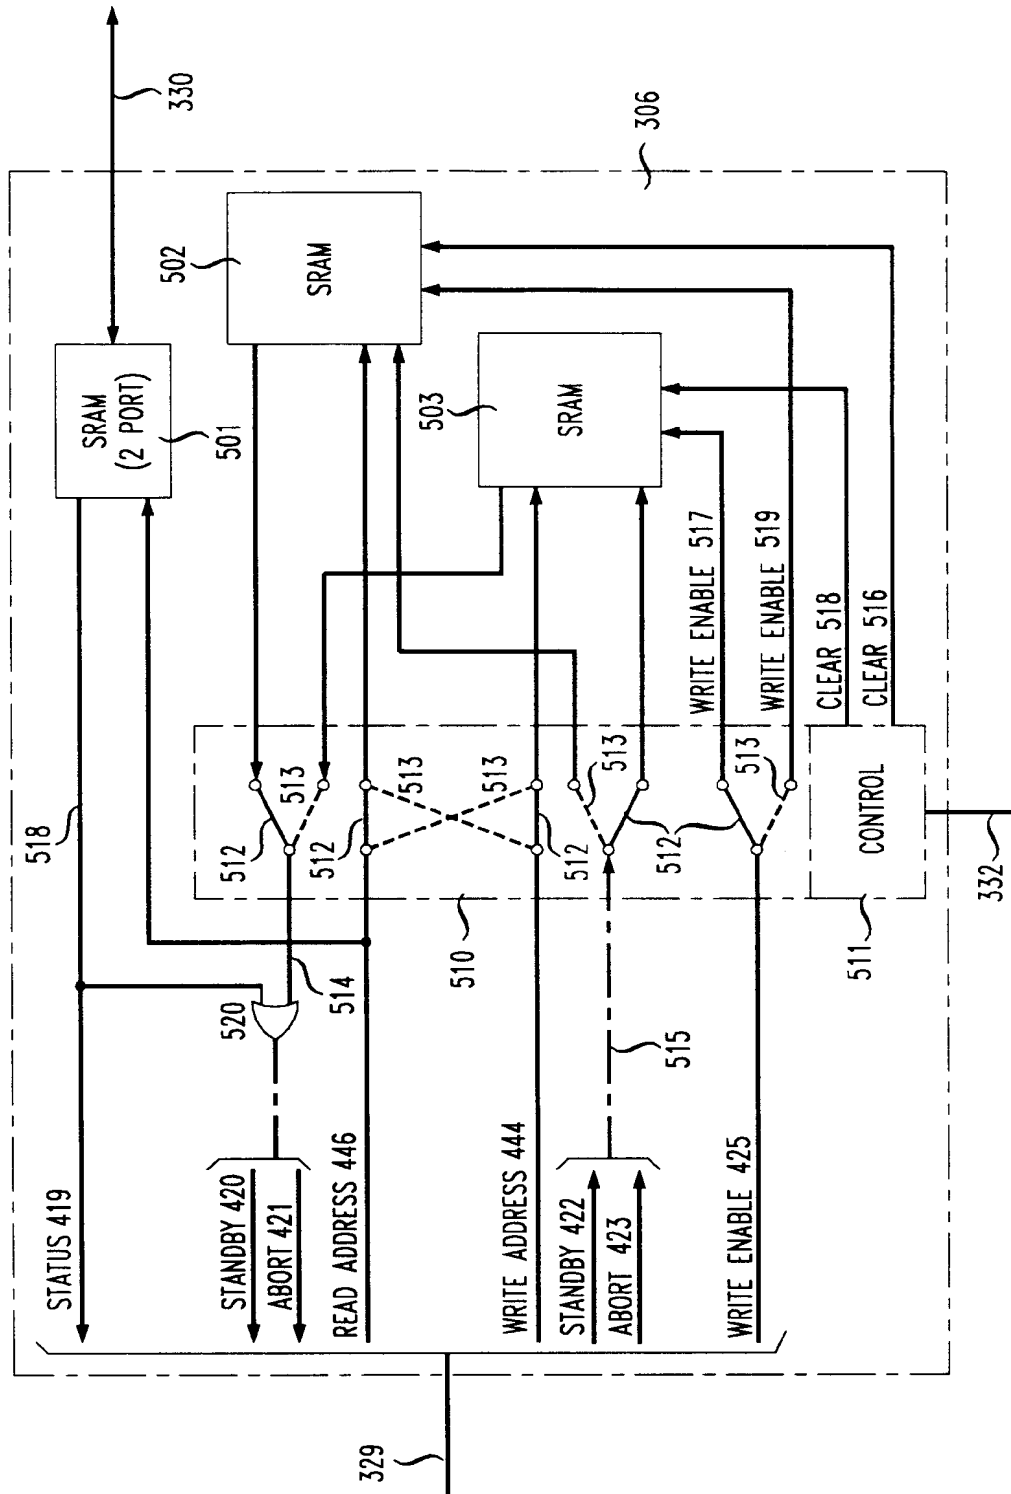 330
306
SRAM
(2 PORT)
501
502
SRAM
503
SRAM
518
WRITE ENABLE 517
WRITE ENABLE 519
CLEAR 518
CLEAR 516
512
513
512
513
513
512
513
512
513
CONTROL
511
332
510
520
514
515
STATUS 419
STANDBY 420
ABORT 421
READ ADDRESS 446
WRITE ADDRESS 444
STANDBY 422
ABORT 423
WRITE ENABLE 425
329